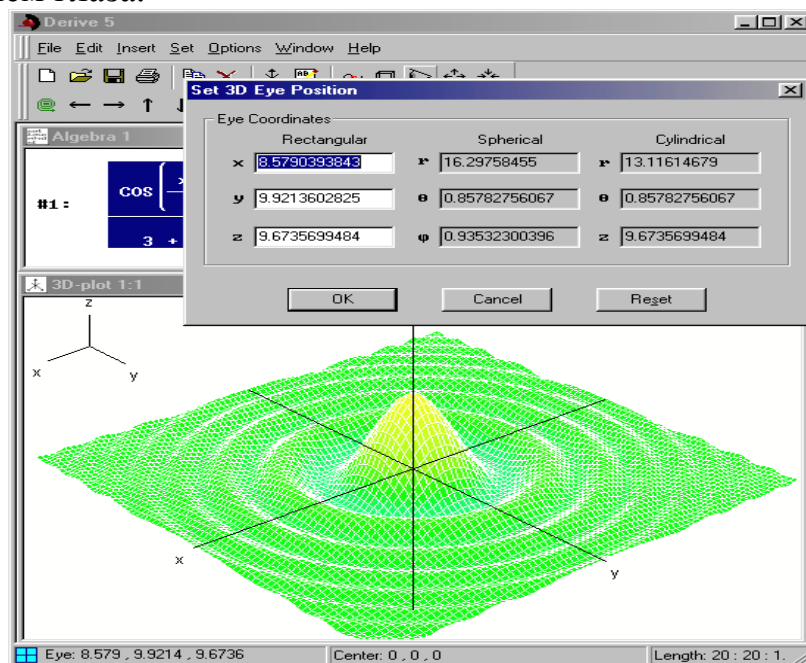 Derive 5
File Edit Insert Set Options Window Help
Set 3D Eye Position
Eye Coordinates
Rectangular Spherical Cylindrical
x 8.5790393843 r 16.29758455 r 13.11614679
y 9.9213602825 θ 0.85782756067 θ 0.85782756067
z 9.6735699484 φ 0.93532300396 z 9.6735699484
OK Cancel Reset
Algebra 1
#1: cos
3 +
3D-plot 1:1
z
x
y
x
y
Eye: 8.579 , 9.9214 , 9.6736 Center: 0 , 0 , 0 Length: 20 : 20 : 1.